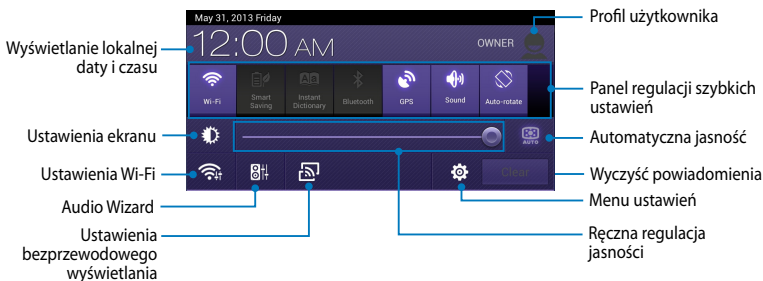 May 31, 2013 Friday
12:00 AM
OWNER
Profil użytkownika
Wyświetlanie lokalnej
daty i czasu
Wi-Fi
Smart
Saving
Instant
Dictionary
Bluetooth
GPS
Sound
Auto-rotate
Panel regulacji szybkich
ustawień
Ustawienia ekranu
AUTO
Automatyczna jasność
Ustawienia Wi-Fi
Clear
Wyczyść powiadomienia
Audio Wizard
Menu ustawień
Ustawienia
bezprzewodowego
wyświetlania
Ręczna regulacja
jasności